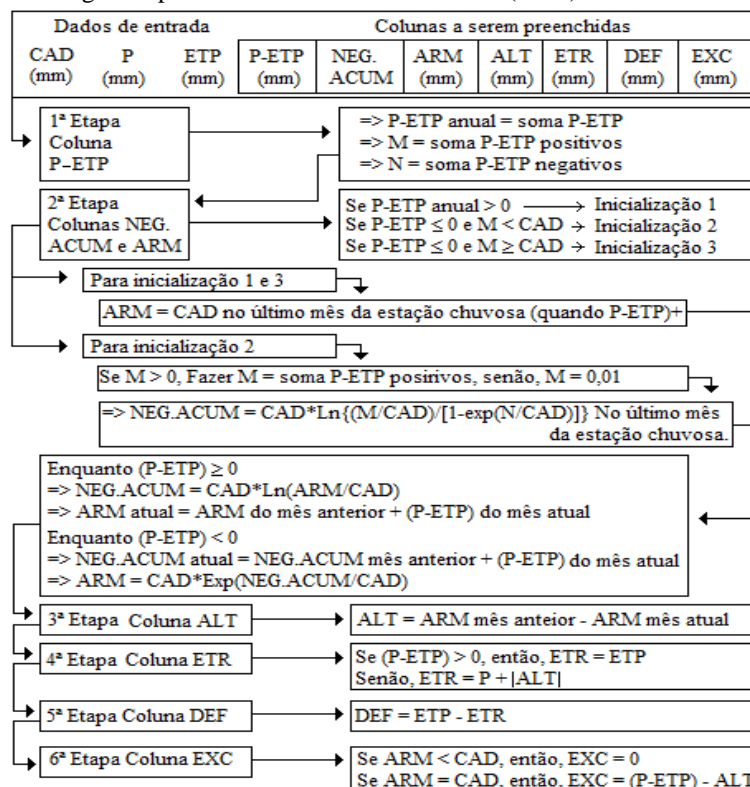 Dados de entrada
Colunas a serem preenchidas
CAD (mm)
P (mm)
ETP (mm)
P-ETP (mm)
NEG. ACUM
ARM (mm)
ALT (mm)
ETR (mm)
DEF (mm)
EXC (mm)
1ª Etapa
Coluna
P–ETP
=> P-ETP anual = soma P-ETP
=> M = soma P-ETP positivos
=> N = soma P-ETP negativos
2ª Etapa
Colunas NEG.
ACUM e ARM
Se P-ETP anual > 0 → Inicialização 1
Se P-ETP ≤ 0 e M < CAD → Inicialização 2
Se P-ETP ≤ 0 e M ≥ CAD → Inicialização 3
Para inicialização 1 e 3
ARM = CAD no último mês da estação chuvosa (quando P-ETP)+
Para inicialização 2
Se M > 0, Fazer M = soma P-ETP posirivos, senão, M = 0,01
=> NEG.ACUM = CAD*Ln{(M/CAD)/[1-exp(N/CAD)]} No último mês
da estação chuvosa.
Enquanto (P-ETP) ≥ 0
=> NEG.ACUM = CAD*Ln(ARM/CAD)
=> ARM atual = ARM do mês anterior + (P-ETP) do mês atual
Enquanto (P-ETP) < 0
=> NEG.ACUM atual = NEG.ACUM mês anterior + (P-ETP) do mês atual
=> ARM = CAD*Exp(NEG.ACUM/CAD)
3ª Etapa Coluna ALT
ALT = ARM mês anteior - ARM mês atual
4ª Etapa Coluna ETR
Se (P-ETP) > 0, então, ETR = ETP
Senão, ETR = P + |ALT|
5ª Etapa Coluna DEF
DEF = ETP - ETR
6ª Etapa Coluna EXC
Se ARM < CAD, então, EXC = 0
Se ARM = CAD, então, EXC = (P-ETP) - ALT